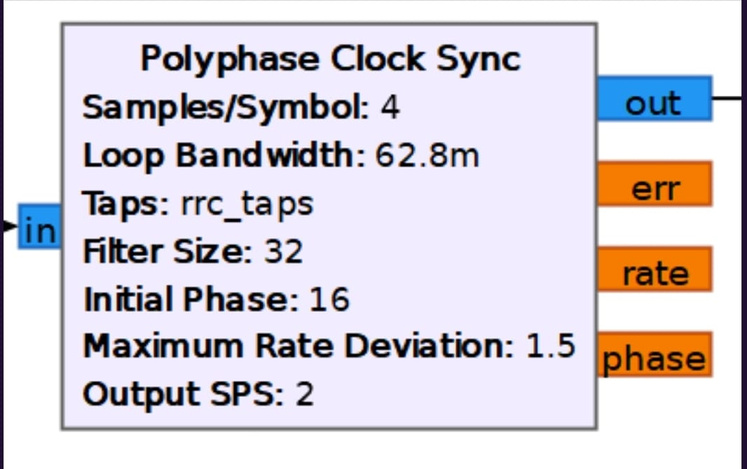 Polyphase Clock Sync
Samples/Symbol: 4
Loop Bandwidth: 62.8m
Taps: rrc_taps
Filter Size: 32
Initial Phase: 16
Maximum Rate Deviation: 1.5
Output SPS: 2
in
out
err
rate
phase